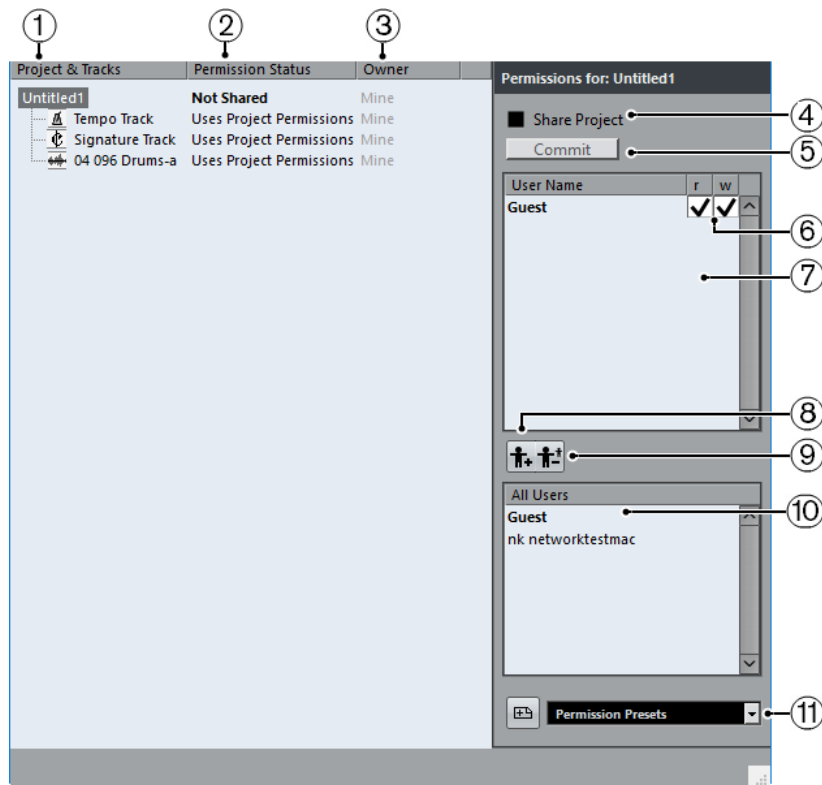 1 2 3
Project & Tracks Permission Status Owner
Untitled1 Not Shared Mine
Tempo Track Uses Project Permissions Mine
Signature Track Uses Project Permissions Mine
04 096 Drums-a Uses Project Permissions Mine
Permissions for: Untitled1
Share Project 4
Commit 5
User Name r w
Guest
6
7
8
9
All Users
Guest 10
nk networktestmac
Permission Presets 11